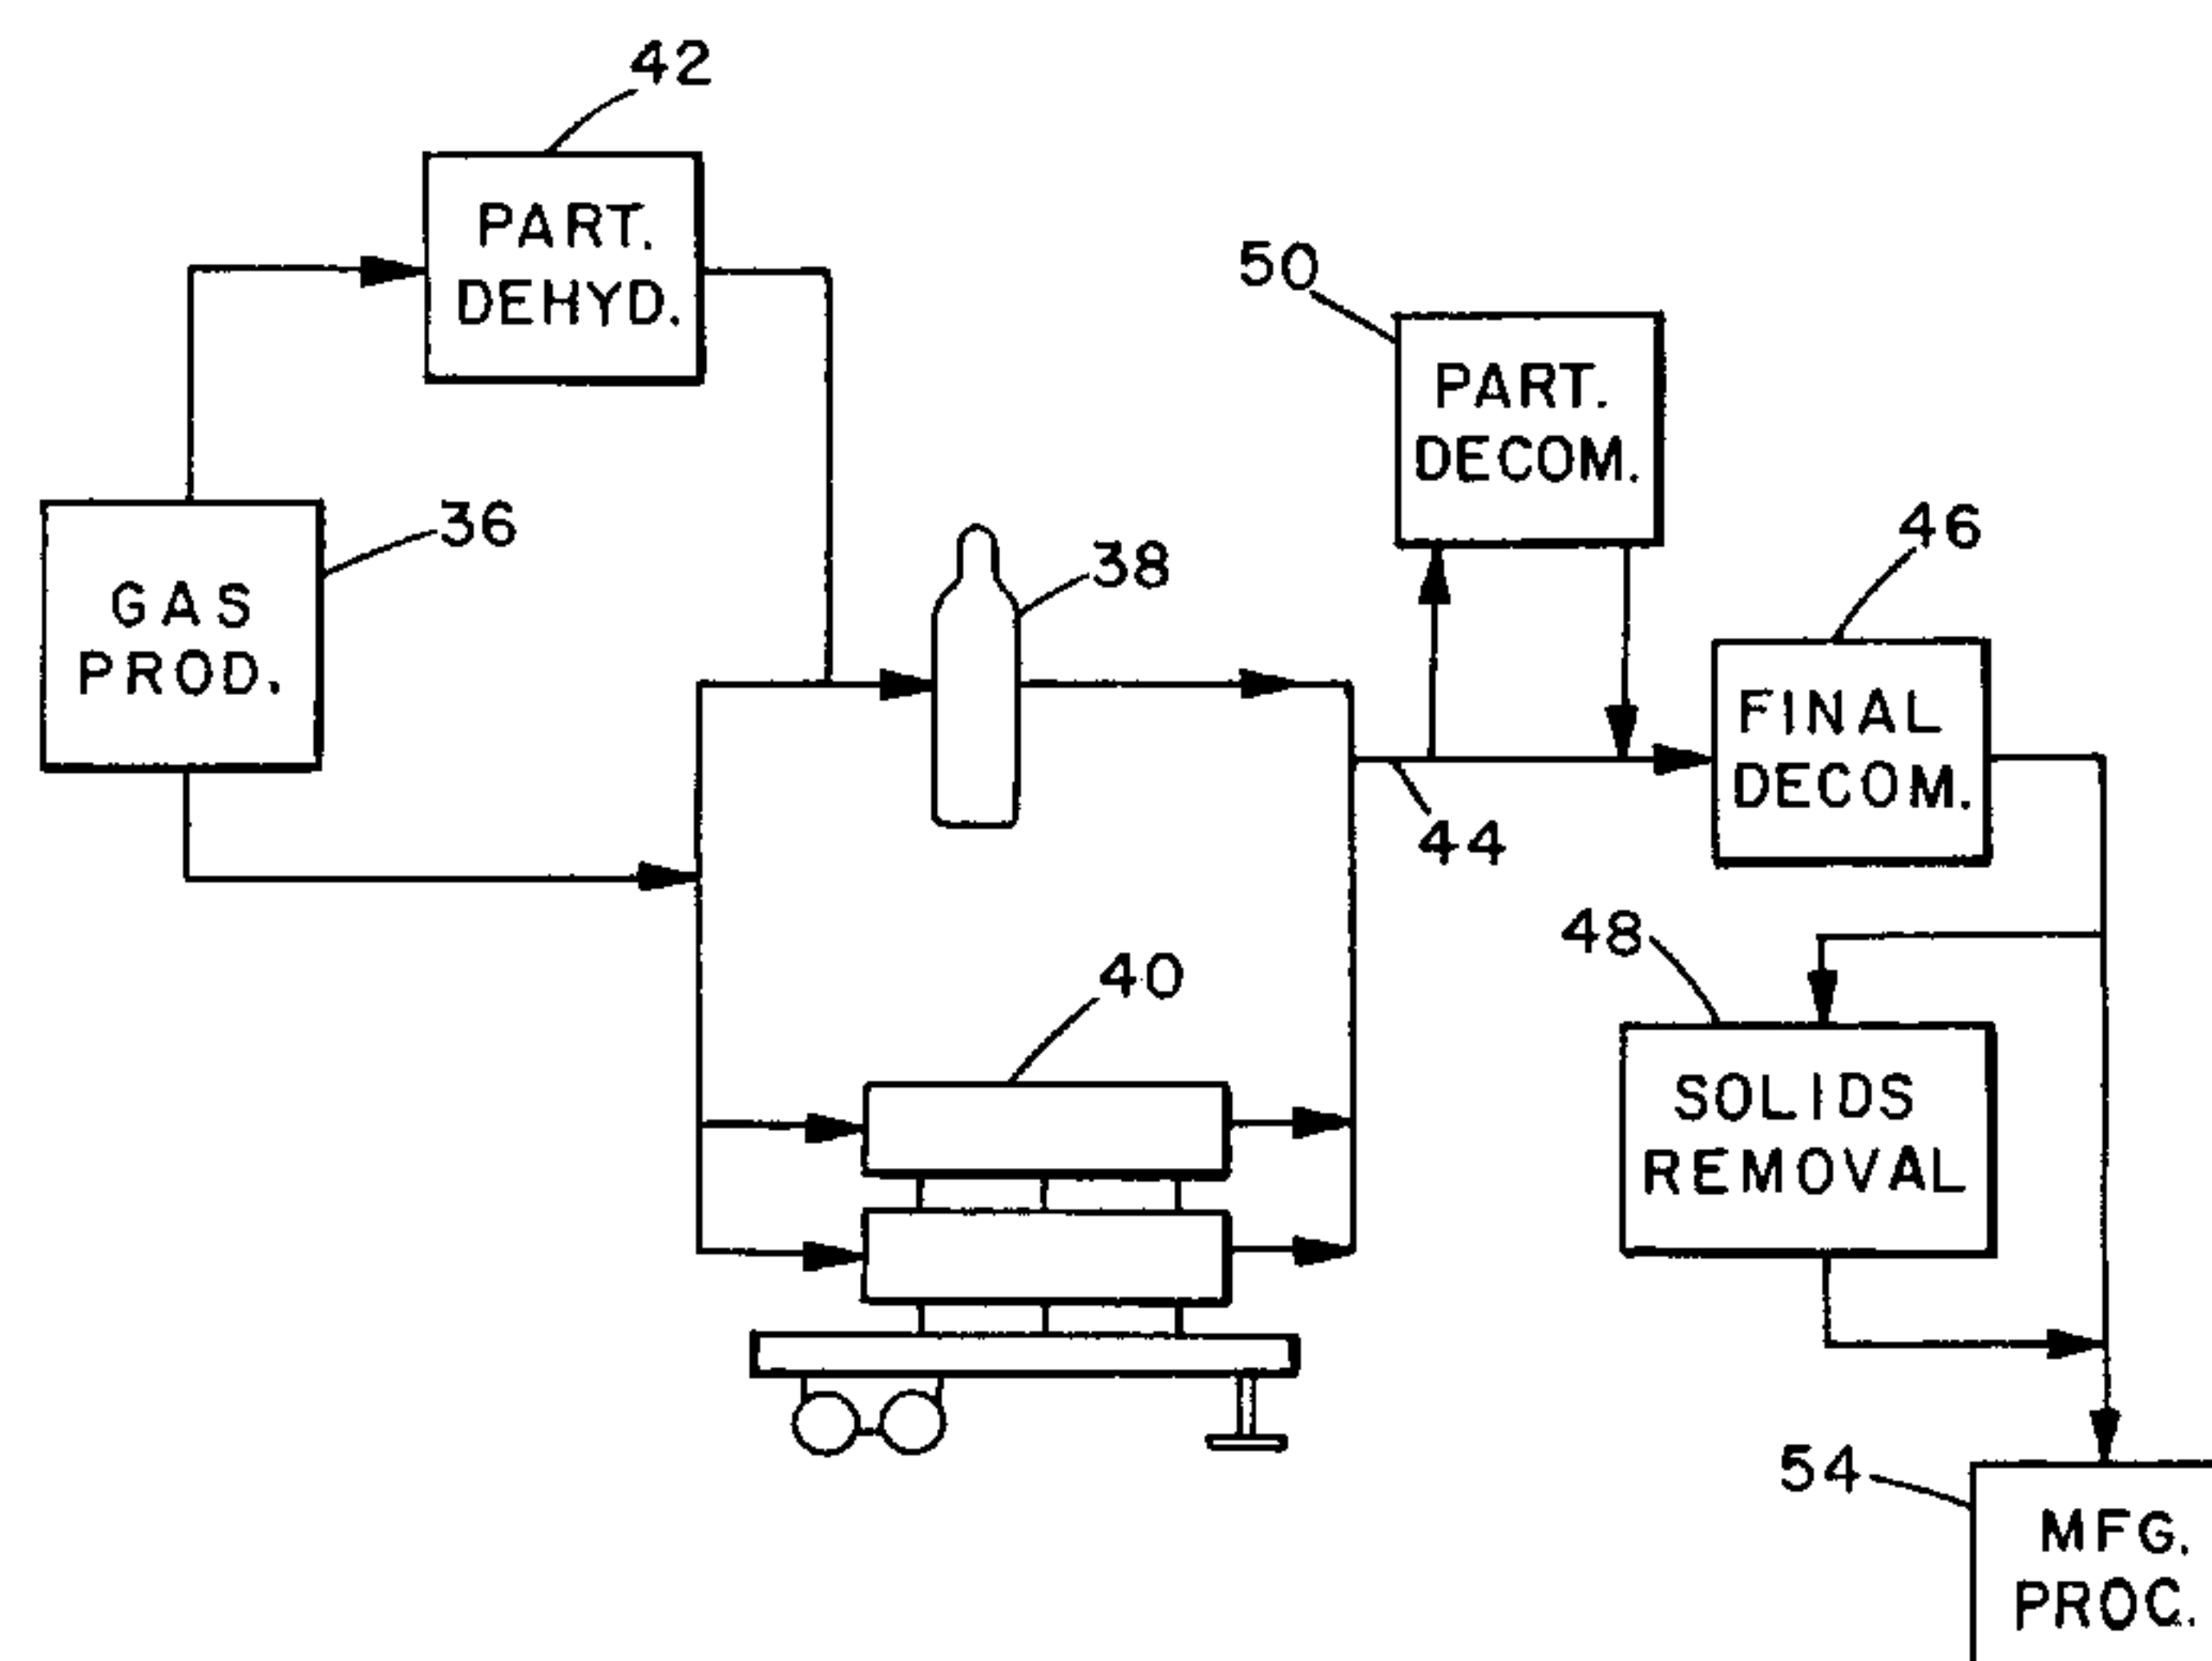 42
PART.
DEHYD.
50
PART.
DECOM.
36
GAS
PROD.
38
46
FINAL
DECOM.
44
48
40
SOLIDS
REMOVAL
54
MFG.
PROC.